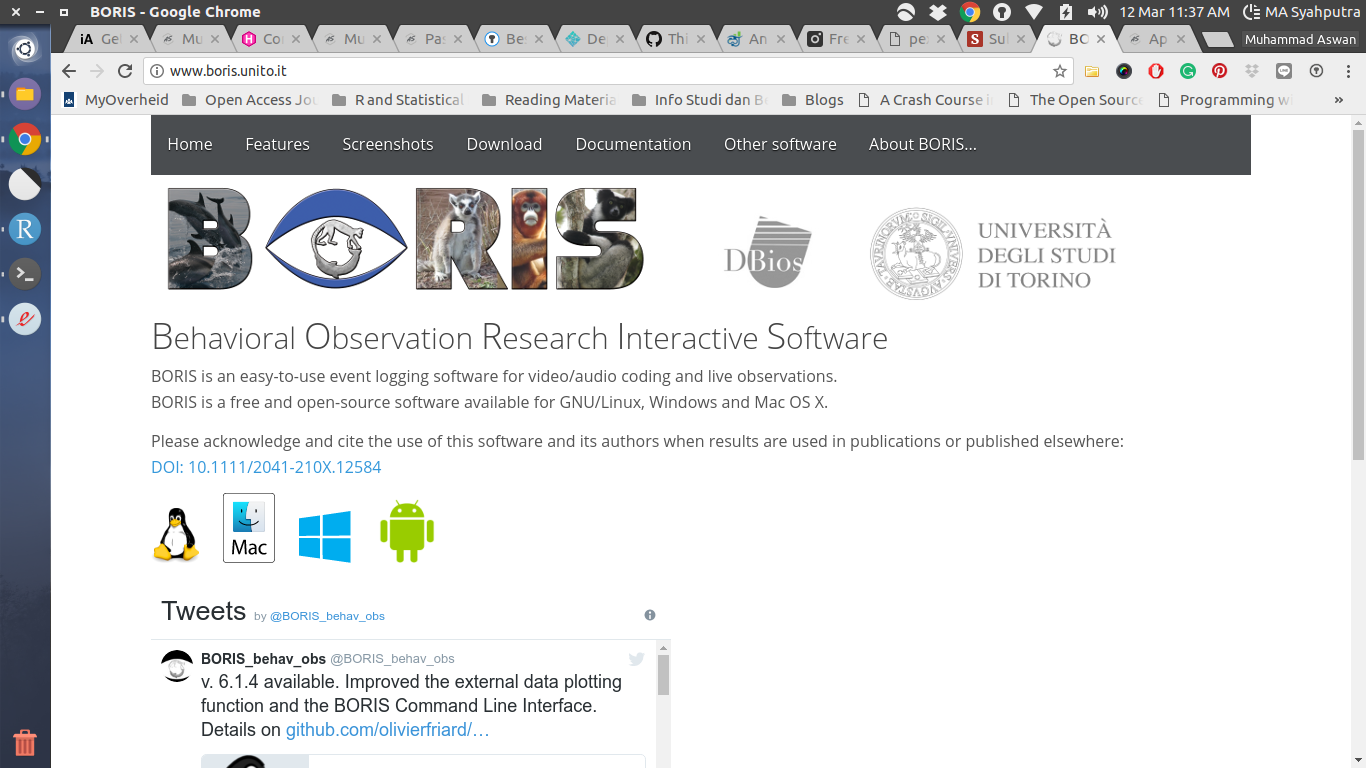 BORIS - Google Chrome
12 Mar 11:37 AM
MA Syahputra
iA Gel
Mu
Co
Mu
Pas
Be
De
Thi
An
Fre
pe
Sul
BO
Ap
Muhammad Aswan
www.boris.unito.it
MyOverheid
Open Access Jou
R and Statistical
Reading Materia
Info Studi dan B
Blogs
A Crash Course i
The Open Source
Programming wi
»
Home Features Screenshots Download Documentation Other software About BORIS...
BORIS
DBios
UNIVERSITÀ
DEGLI STUDI
DI TORINO
Behavioral Observation Research Interactive Software
BORIS is an easy-to-use event logging software for video/audio coding and live observations.
BORIS is a free and open-source software available for GNU/Linux, Windows and Mac OS X.
Please acknowledge and cite the use of this software and its authors when results are used in publications or published elsewhere:
DOI: 10.1111/2041-210X.12584
Mac
Tweets by @BORIS_behav_obs
BORIS_behav_obs @BORIS_behav_obs
v. 6.1.4 available. Improved the external data plotting
function and the BORIS Command Line Interface.
Details on github.com/olivierfriard/…